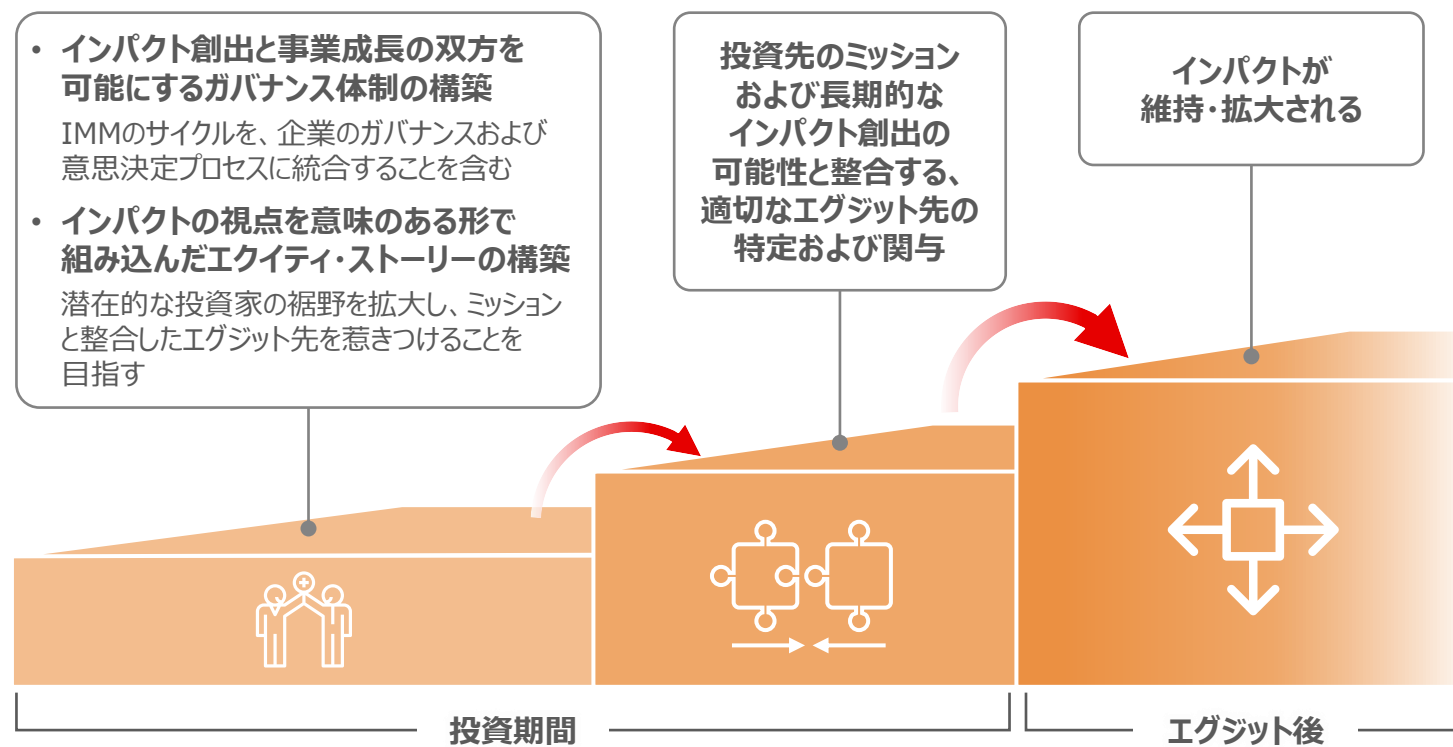 • インパクト創出と事業成長の双方を
可能にするガバナンス体制の構築
IMMのサイクルを、企業のガバナンスおよび
意思決定プロセスに統合することを含む
• インパクトの視点を意味のある形で
組み込んだエクイティ・ストーリーの構築
潜在的な投資家の裾野を拡大し、ミッション
と整合したエグジット先を惹きつけることを
目指す
投資先のミッション
および長期的な
インパクト創出の
可能性と整合する、
適切なエグジット先の
特定および関与
インパクトが
維持・拡大される
投資期間
エグジット後